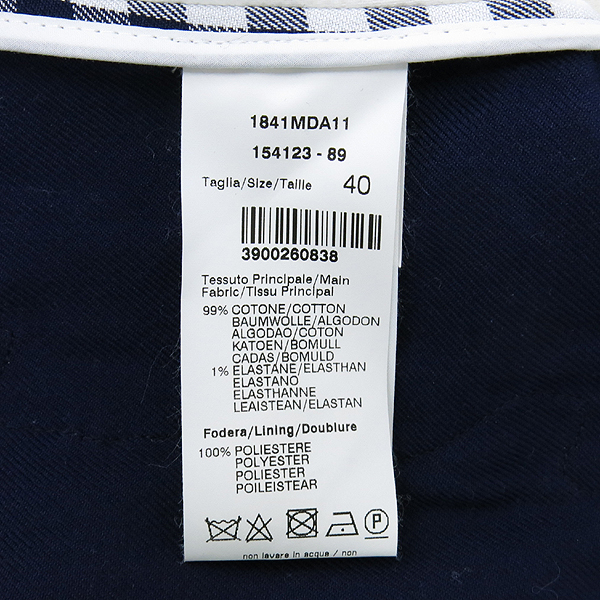 1841MDA11
154123 - 89
Taglia/Size/Taille 40
3900260838
Tessuto Principale/Main
Fabric/Tissu Principal
99% COTONE/COTTON
BAUMWOLLE/ALGODON
ALGODAO/COTON
KATOEN/BOMULL
CADAS/BOMULD
1% ELASTANE/ELASTHAN
ELASTANO
ELASTHANNE
LEAISTEAN/ELASTAN
Fodera/Lining/Doublure
100% POLIESTERE
POLYESTER
POLIESTER
POILEISTEAR
P
non lavare in acqua / non